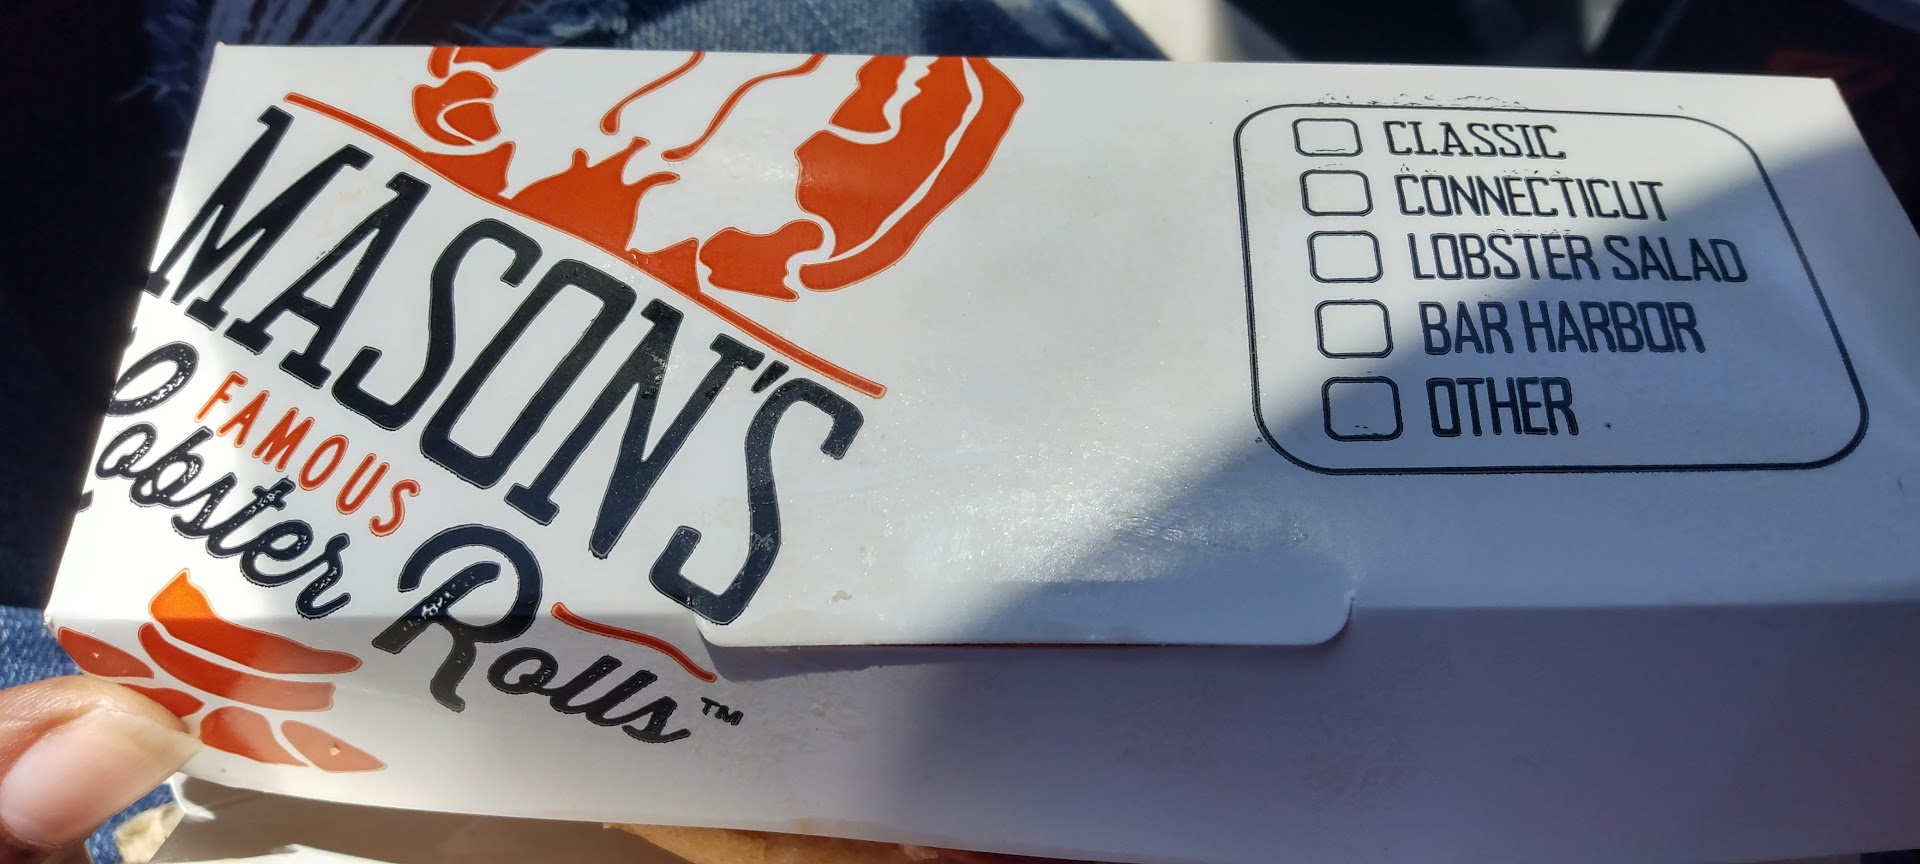 MASON'S
FAMOUS
Lobster Rolls™
CLASSIC
CONNECTICUT
LOBSTER SALAD
BAR HARBOR
OTHER